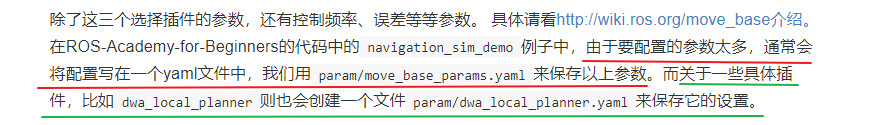 除了这三个选择插件的参数，还有控制频率、误差等等参数。 具体请看http://wiki.ros.org/move_base介绍。
在ROS-Academy-for-Beginners的代码中的 navigation_sim_demo 例子中，由于要配置的参数太多，通常会
将配置写在一个yaml文件中，我们用 param/move_base_params.yaml 来保存以上参数。而关于一些具体插
件，比如 dwa_local_planner 则也会创建一个文件 param/dwa_local_planner.yaml 来保存它的设置。